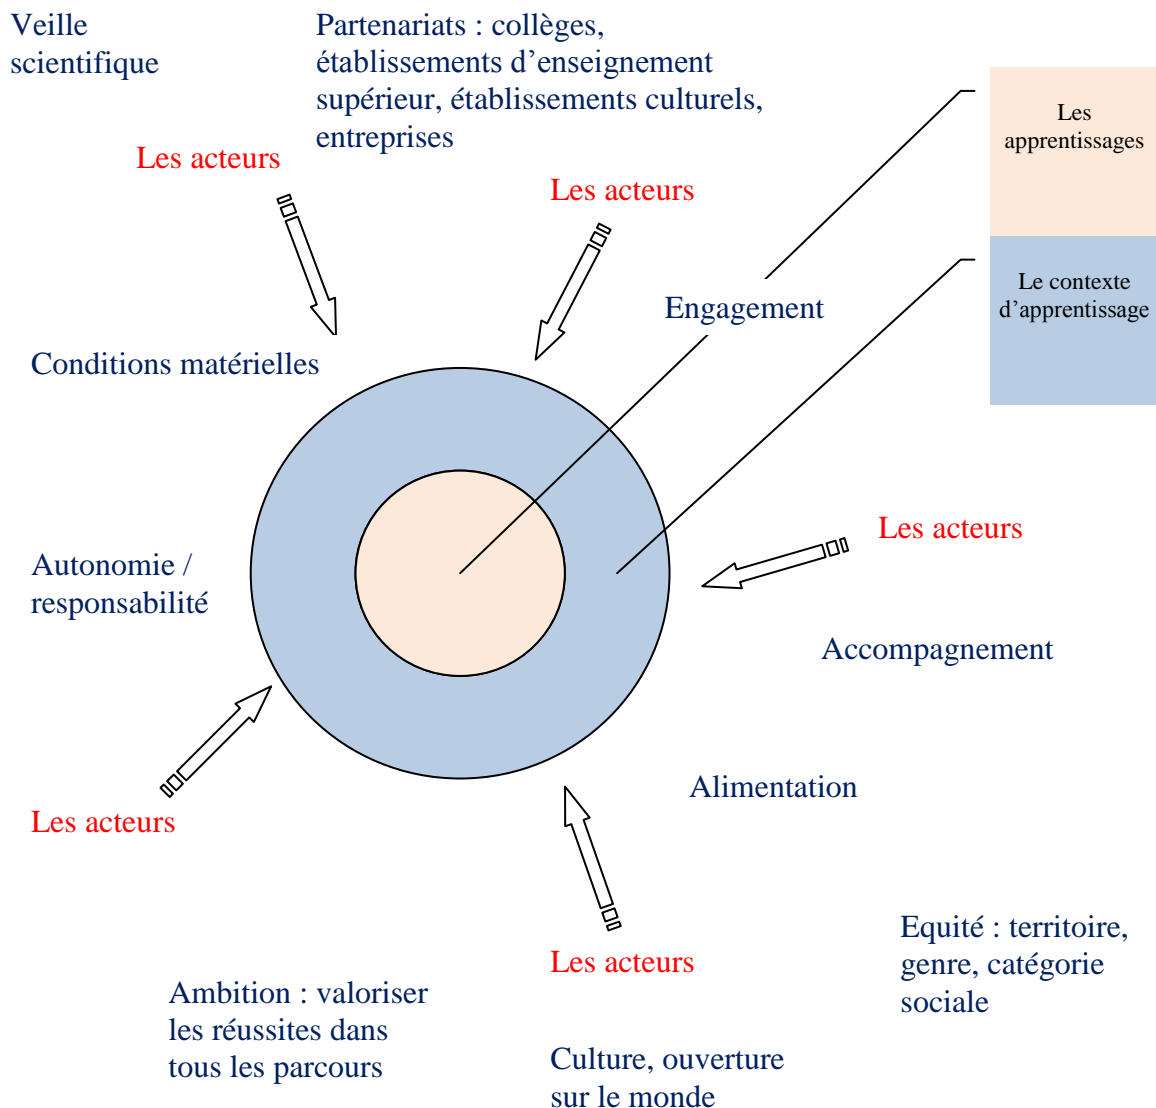 Veille
scientifique
Partenariats : collèges,
établissements d’enseignement
supérieur, établissements culturels,
entreprises
Les
apprentissages
Les acteurs
Les acteurs
Le contexte
d’apprentissage
Engagement
Conditions matérielles
Les acteurs
Autonomie /
responsabilité
Accompagnement
Alimentation
Les acteurs
Les acteurs
Equité : territoire,
genre, catégorie
sociale
Ambition : valoriser
les réussites dans
tous les parcours
Culture, ouverture
sur le monde